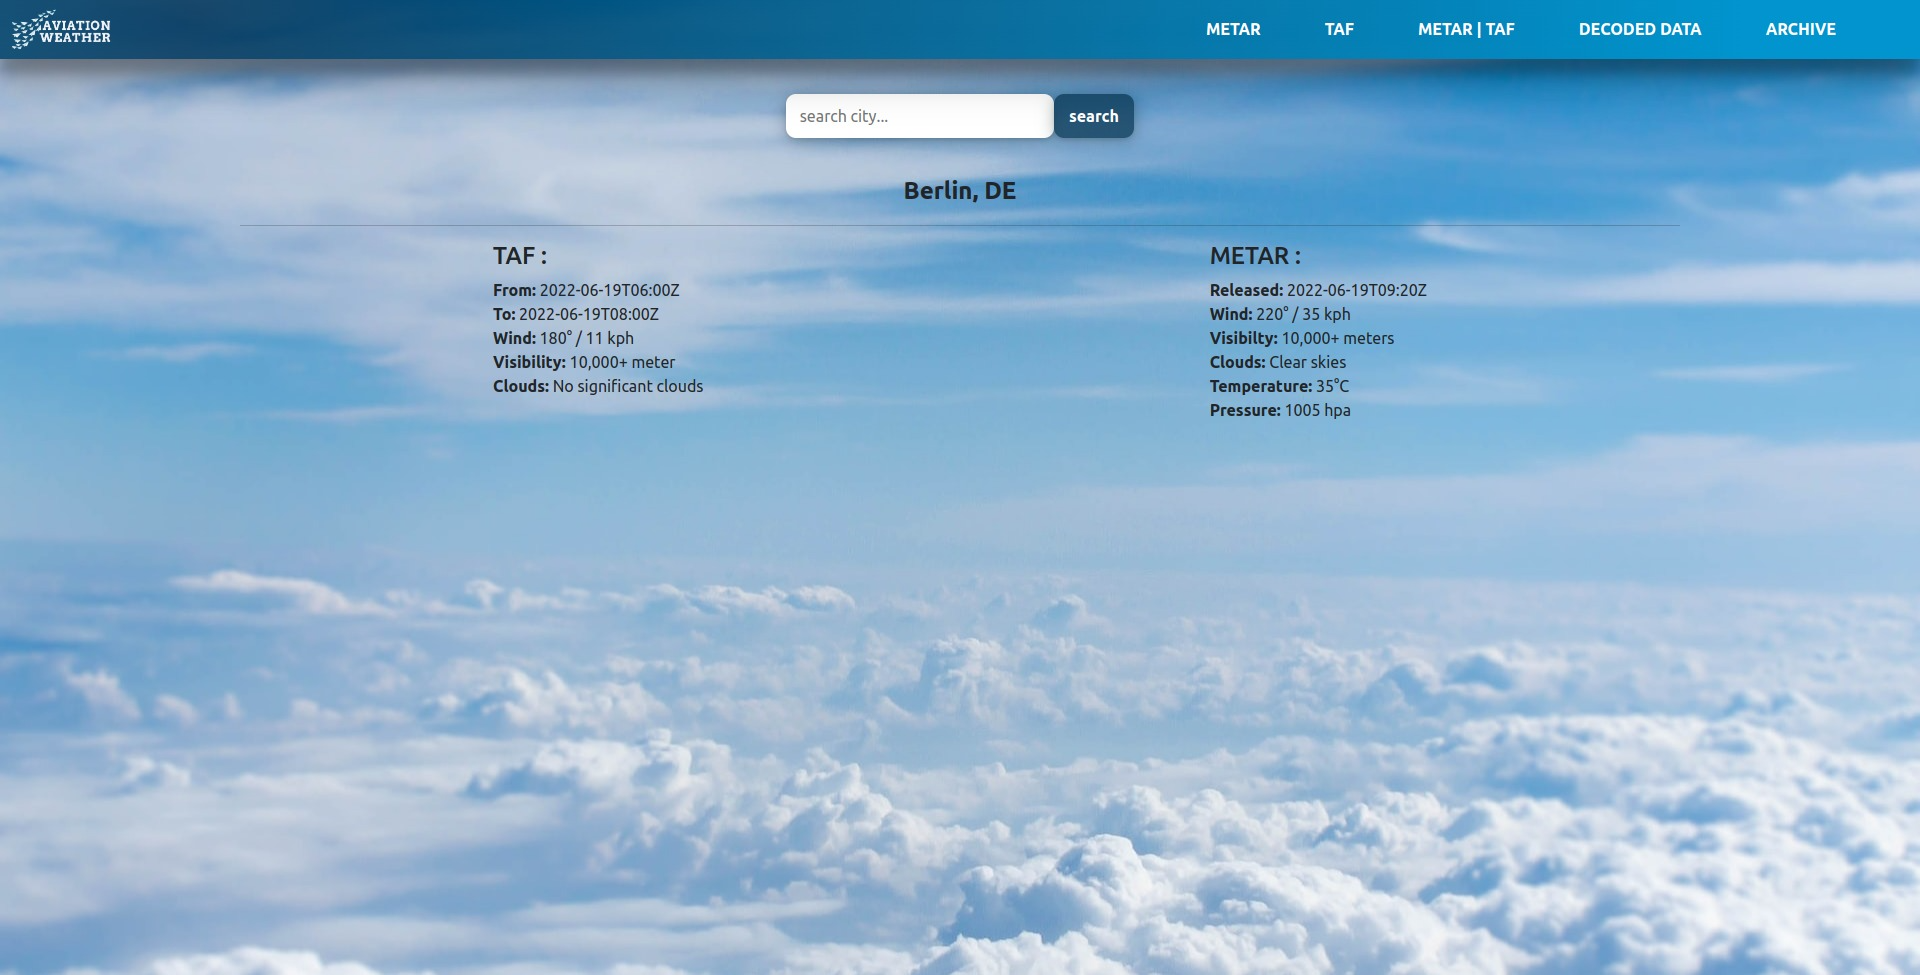 AVIATION
WEATHER
METAR
TAF
METAR | TAF
DECODED DATA
ARCHIVE
search city...
search
Berlin, DE
TAF :
From: 2022-06-19T06:00Z
To: 2022-06-19T08:00Z
Wind: 180° / 11 kph
Visibility: 10,000+ meter
Clouds: No significant clouds
METAR :
Released: 2022-06-19T09:20Z
Wind: 220° / 35 kph
Visibilty: 10,000+ meters
Clouds: Clear skies
Temperature: 35°C
Pressure: 1005 hpa